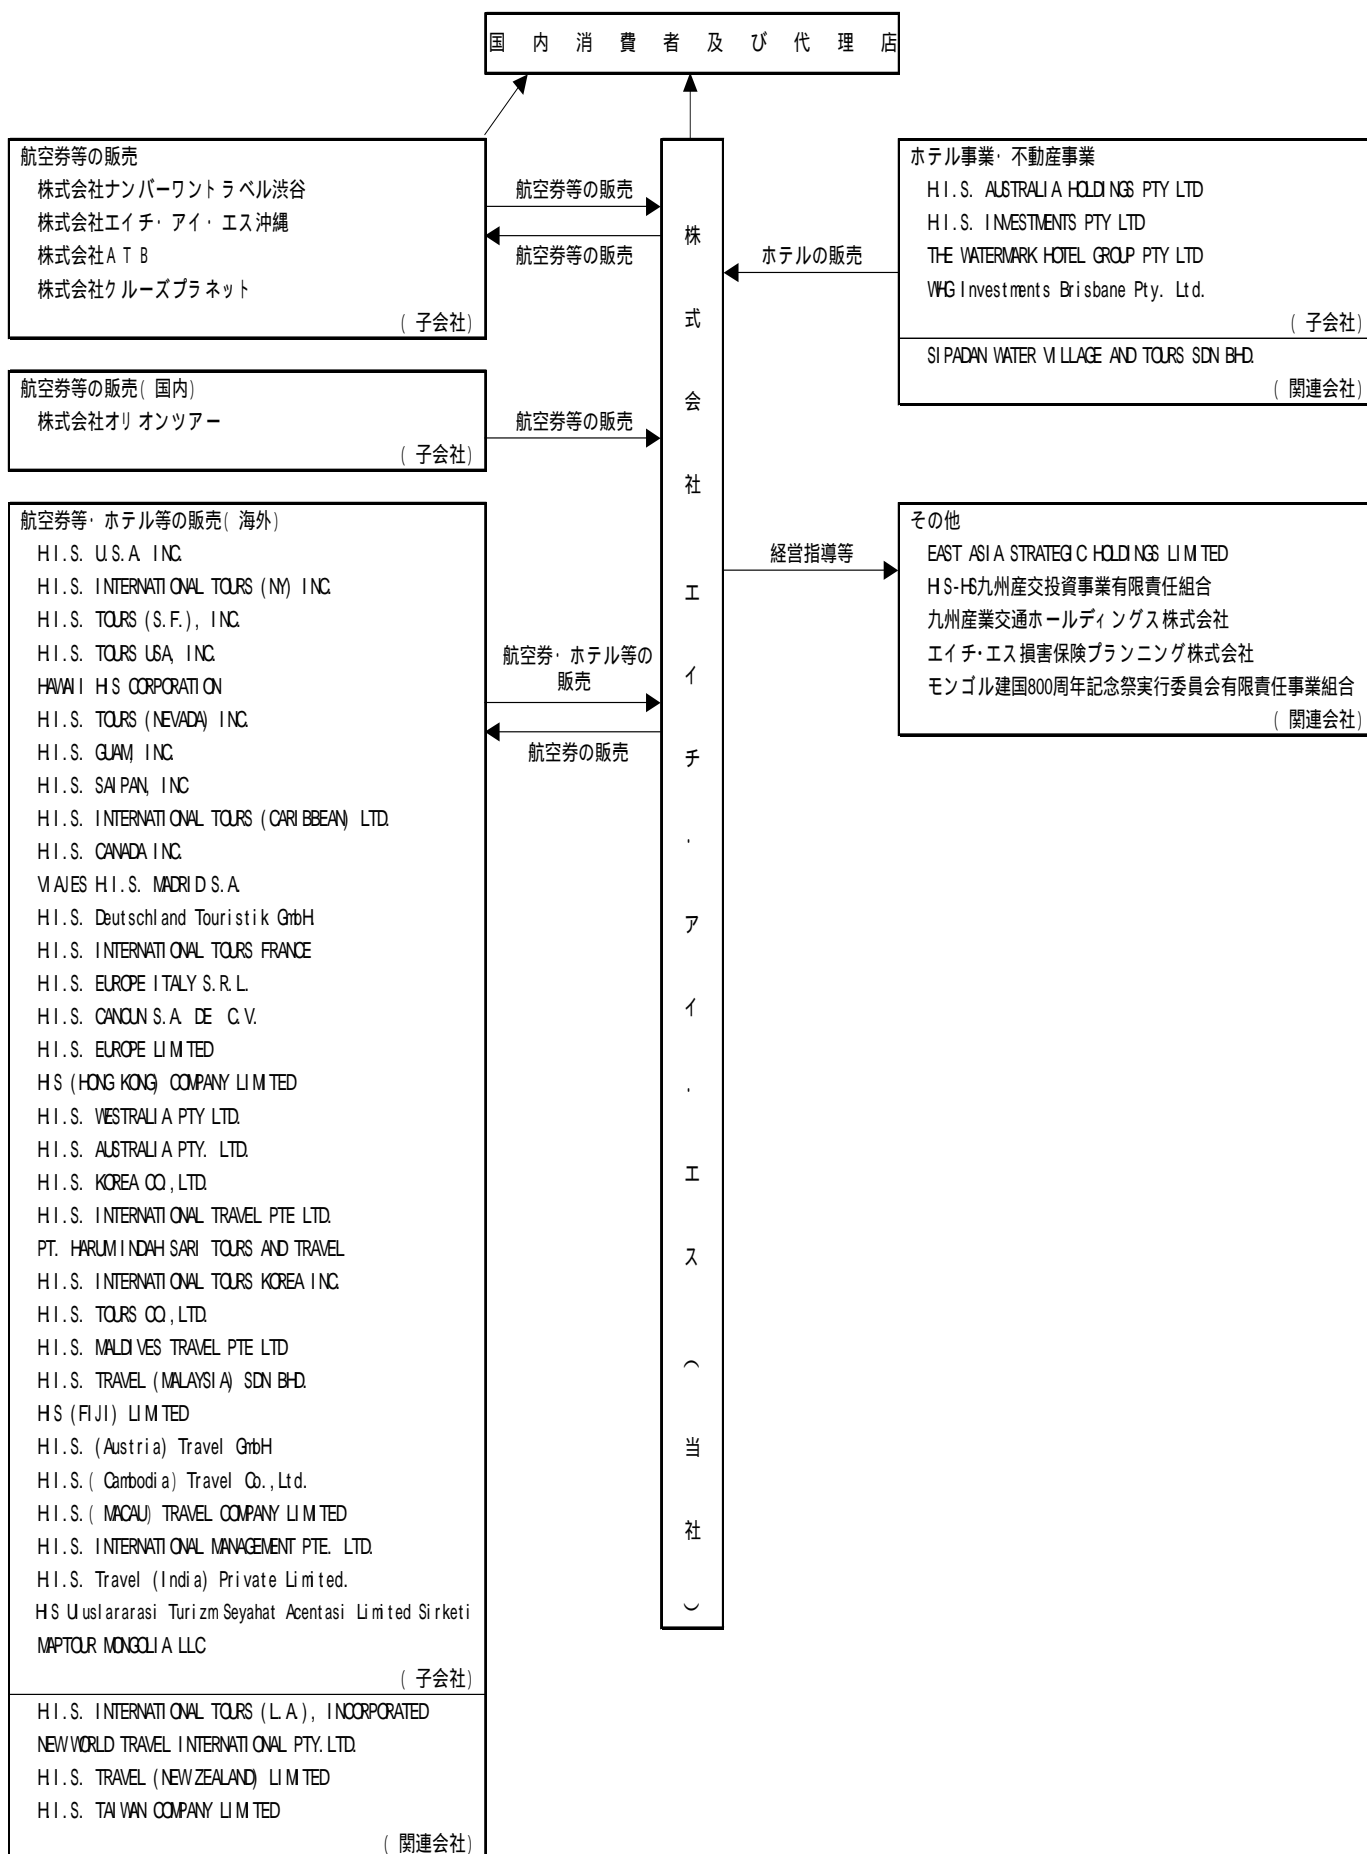 国内消費者及び代理店
航空券等の販売
株式会社ナンバーワントラベル渋谷
株式会社エイチ・アイ・エス沖縄
株式会社ATB
株式会社クルーズプラネット
(子会社)
航空券等の販売
航空券等の販売
航空券等の販売(国内)
株式会社オリオンツアー
(子会社)
航空券等の販売
航空券等・ホテル等の販売(海外)
H.I.S. U.S.A. INC.
H.I.S. INTERNATIONAL TOURS (NY) INC.
H.I.S. TOURS (S.F.), INC.
H.I.S. TOURS USA, INC.
HAWAII HIS CORPORATION
H.I.S. TOURS (NEVADA) INC.
H.I.S. GUAM, INC.
H.I.S. SAIPAN, INC
H.I.S. INTERNATIONAL TOURS (CARIBBEAN) LTD.
H.I.S. CANADA INC.
VIAJES H.I.S. MADRID S.A.
H.I.S. Deutschland Touristik GmbH.
H.I.S. INTERNATIONAL TOURS FRANCE
H.I.S. EUROPE ITALY S.R.L.
H.I.S. CANCUN S.A. DE C.V.
H.I.S. EUROPE LIMITED
HIS (HONG KONG) COMPANY LIMITED
H.I.S. WESTRALIA PTY LTD.
H.I.S. AUSTRALIA PTY. LTD.
H.I.S. KOREA CO.,LTD.
H.I.S. INTERNATIONAL TRAVEL PTE LTD.
PT. HARUM INDAH SARI TOURS AND TRAVEL
H.I.S. INTERNATIONAL TOURS KOREA INC.
H.I.S. TOURS CO.,LTD.
H.I.S. MALDIVES TRAVEL PTE LTD
H.I.S. TRAVEL (MALAYSIA) SDN BHD.
HIS (FIJI) LIMITED
H.I.S. (Austria) Travel GmbH
H.I.S.(Cambodia) Travel Co.,Ltd.
H.I.S.(MACAU) TRAVEL COMPANY LIMITED
H.I.S. INTERNATIONAL MANAGEMENT PTE. LTD.
H.I.S. Travel (India) Private Limited.
HIS Uluslararasi Turizm Seyahat Acentasi Limited Sirketi
MAPTOUR MONGOLIA LLC
(子会社)
H.I.S. INTERNATIONAL TOURS (L.A.), INCORPORATED
NEW WORLD TRAVEL INTERNATIONAL PTY.LTD.
H.I.S. TRAVEL (NEW ZEALAND) LIMITED
H.I.S. TAIWAN COMPANY LIMITED
(関連会社)
航空券・ホテル等の
販売
航空券の販売
株式会社エイチ・アイ・エス(当社)
ホテルの販売
ホテル事業・不動産事業
H.I.S. AUSTRALIA HOLDINGS PTY LTD
H.I.S. INVESTMENTS PTY LTD
THE WATERMARK HOTEL GROUP PTY LTD
WHG Investments Brisbane Pty. Ltd.
(子会社)
SIPADAN WATER VILLAGE AND TOURS SDN BHD.
(関連会社)
経営指導等
その他
EAST ASIA STRATEGIC HOLDINGS LIMITED
HIS-HS九州産交投資事業有限責任組合
九州産業交通ホールディングス株式会社
エイチ・エス損害保険プランニング株式会社
モンゴル建国800周年記念祭実行委員会有限責任事業組合
(関連会社)